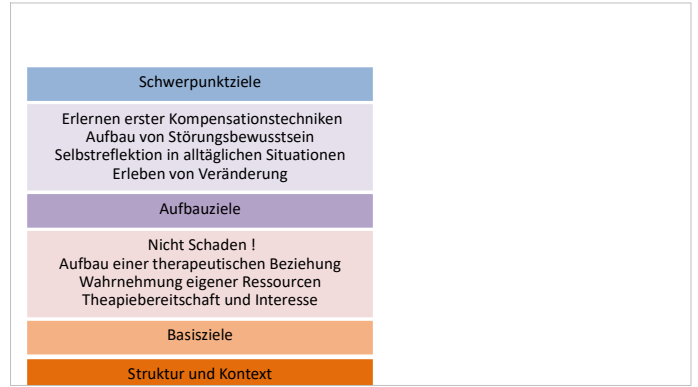 Schwerpunktziele
Erlernen erster Kompensationstechniken
Aufbau von Störungsbewusstsein
Selbstreflektion in alltäglichen Situationen
Erleben von Veränderung
Aufbauziele
Nicht Schaden !
Aufbau einer therapeutischen Beziehung
Wahrnehmung eigener Ressourcen
Theapiebereitschaft und Interesse
Basisziele
Struktur und Kontext